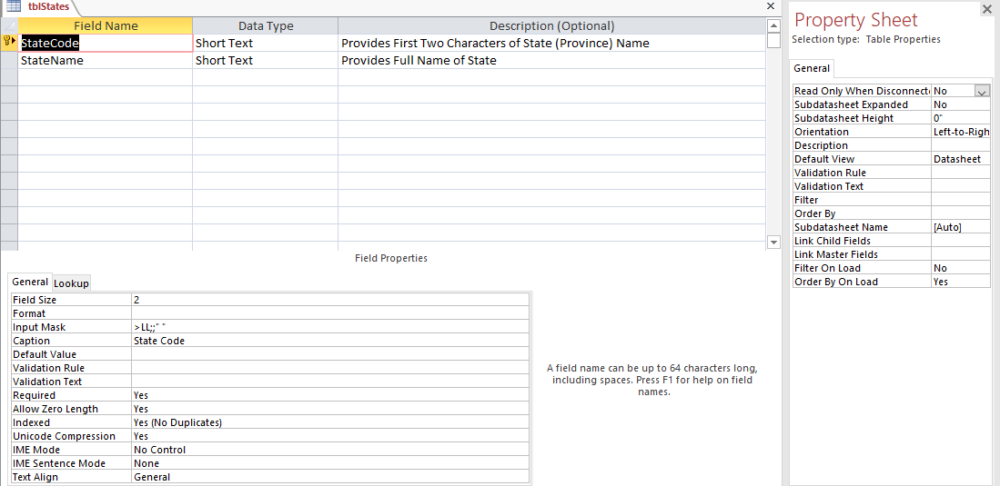 tblStates
Field Name Data Type Description (Optional)
StateCode Short Text Provides First Two Characters of State (Province) Name
StateName Short Text Provides Full Name of State
Field Properties
General Lookup
Field Size 2
Format
Input Mask >LL;;" "
Caption State Code
Default Value
Validation Rule
Validation Text
Required Yes
Allow Zero Length Yes
Indexed Yes (No Duplicates)
Unicode Compression Yes
IME Mode No Control
IME Sentence Mode None
Text Align General
A field name can be up to 64 characters long,
including spaces. Press F1 for help on field
names.
Property Sheet
Selection type: Table Properties
General
Read Only When Disconnecte No
Subdatasheet Expanded No
Subdatasheet Height 0"
Orientation Left-to-Righ
Description
Default View Datasheet
Validation Rule
Validation Text
Filter
Order By
Subdatasheet Name [Auto]
Link Child Fields
Link Master Fields
Filter On Load No
Order By On Load Yes